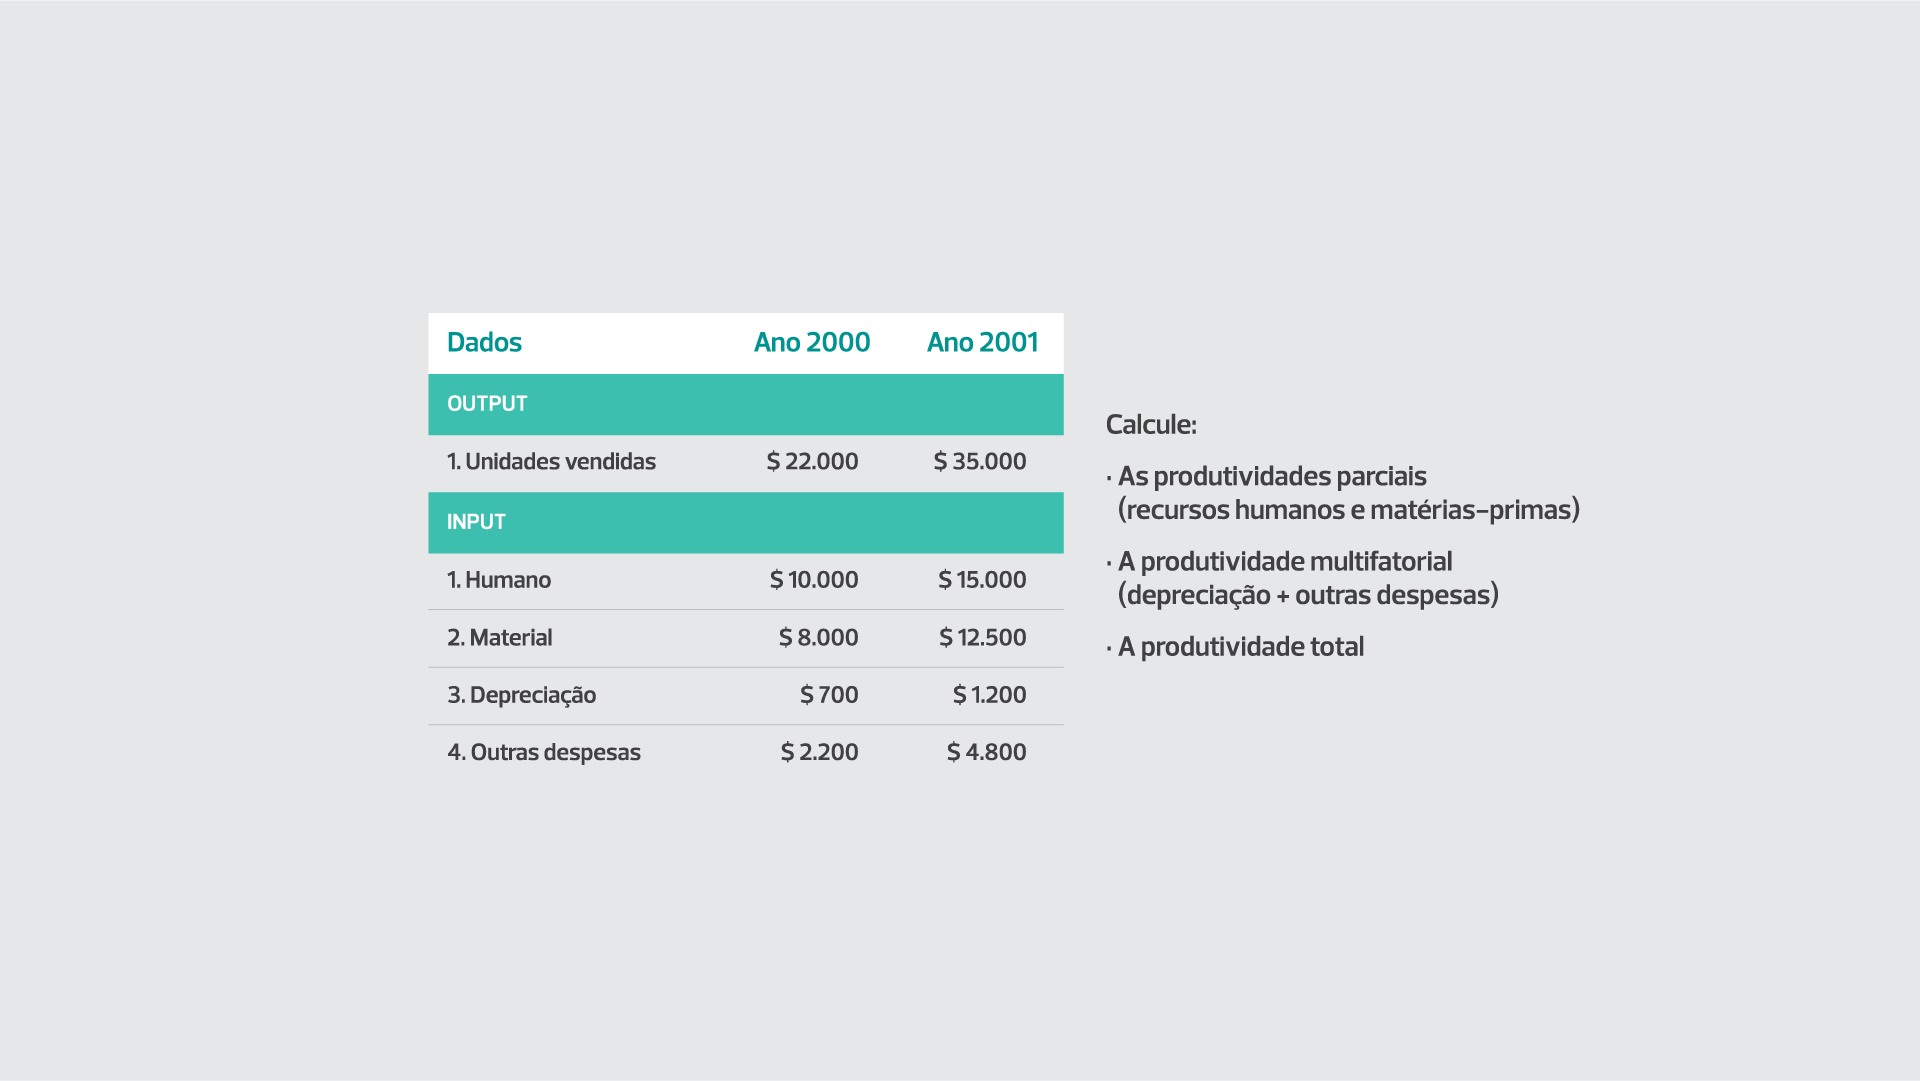 Dados Ano 2000 Ano 2001
OUTPUT
1. Unidades vendidas $ 22.000 $ 35.000
INPUT
1. Humano $ 10.000 $ 15.000
2. Material $ 8.000 $ 12.500
3. Depreciação $ 700 $ 1.200
4. Outras despesas $ 2.200 $ 4.800
Calcule:
· As produtividades parciais
(recursos humanos e matérias-primas)
· A produtividade multifatorial
(depreciação + outras despesas)
· A produtividade total